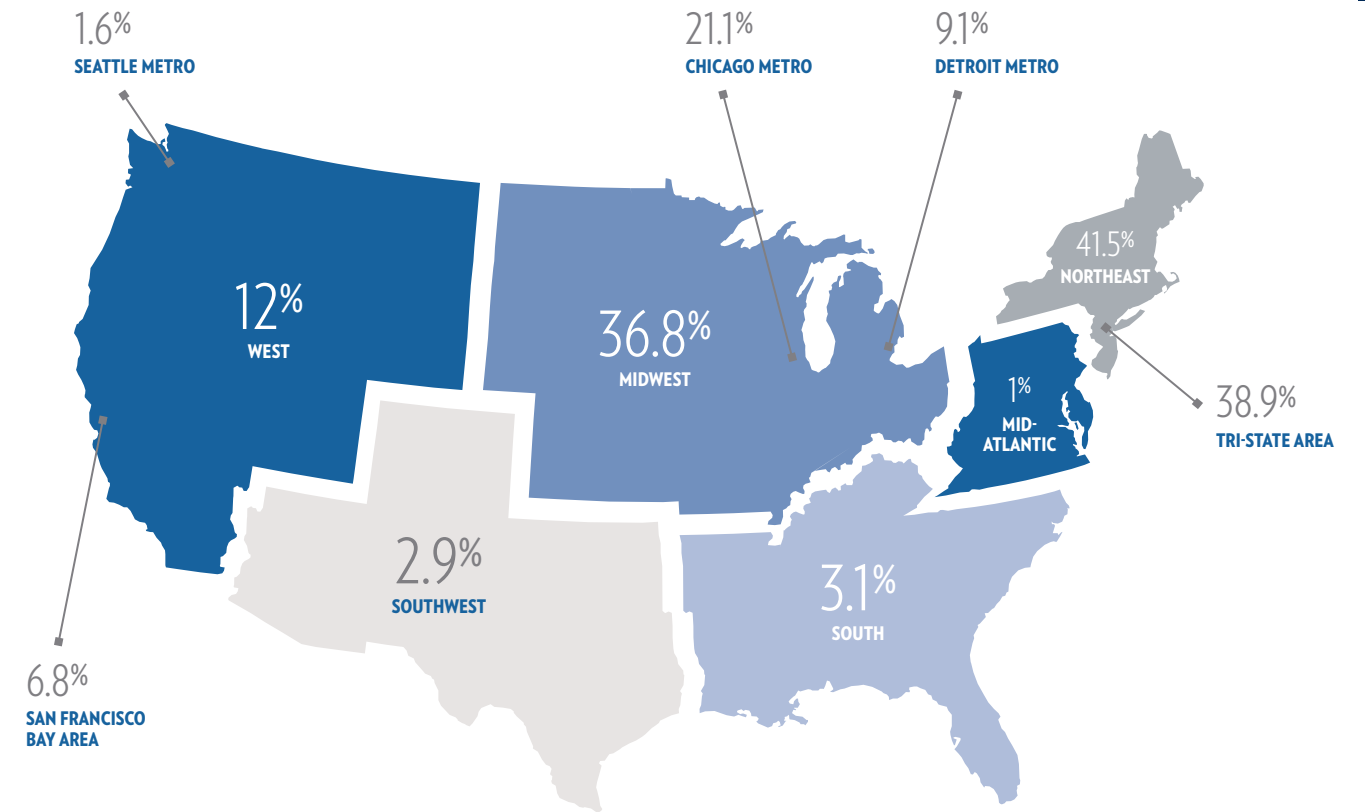 1.6%
SEATTLE METRO
21.1%
CHICAGO METRO
9.1%
DETROIT METRO
41.5%
NORTHEAST
12%
WEST
36.8%
MIDWEST
1%
MID-
ATLANTIC
38.9%
TRI-STATE AREA
2.9%
SOUTHWEST
3.1%
SOUTH
6.8%
SAN FRANCISCO
BAY AREA